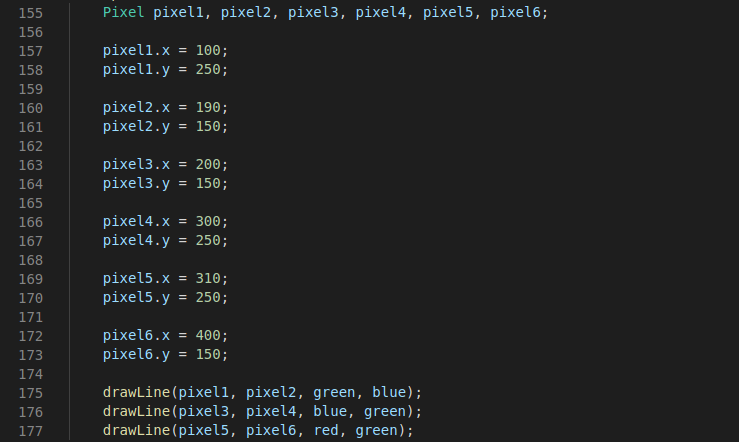 155 Pixel pixel1, pixel2, pixel3, pixel4, pixel5, pixel6;
156
157 pixel1.x = 100;
158 pixel1.y = 250;
159
160 pixel2.x = 190;
161 pixel2.y = 150;
162
163 pixel3.x = 200;
164 pixel3.y = 150;
165
166 pixel4.x = 300;
167 pixel4.y = 250;
168
169 pixel5.x = 310;
170 pixel5.y = 250;
171
172 pixel6.x = 400;
173 pixel6.y = 150;
174
175 drawLine(pixel1, pixel2, green, blue);
176 drawLine(pixel3, pixel4, blue, green);
177 drawLine(pixel5, pixel6, red, green);